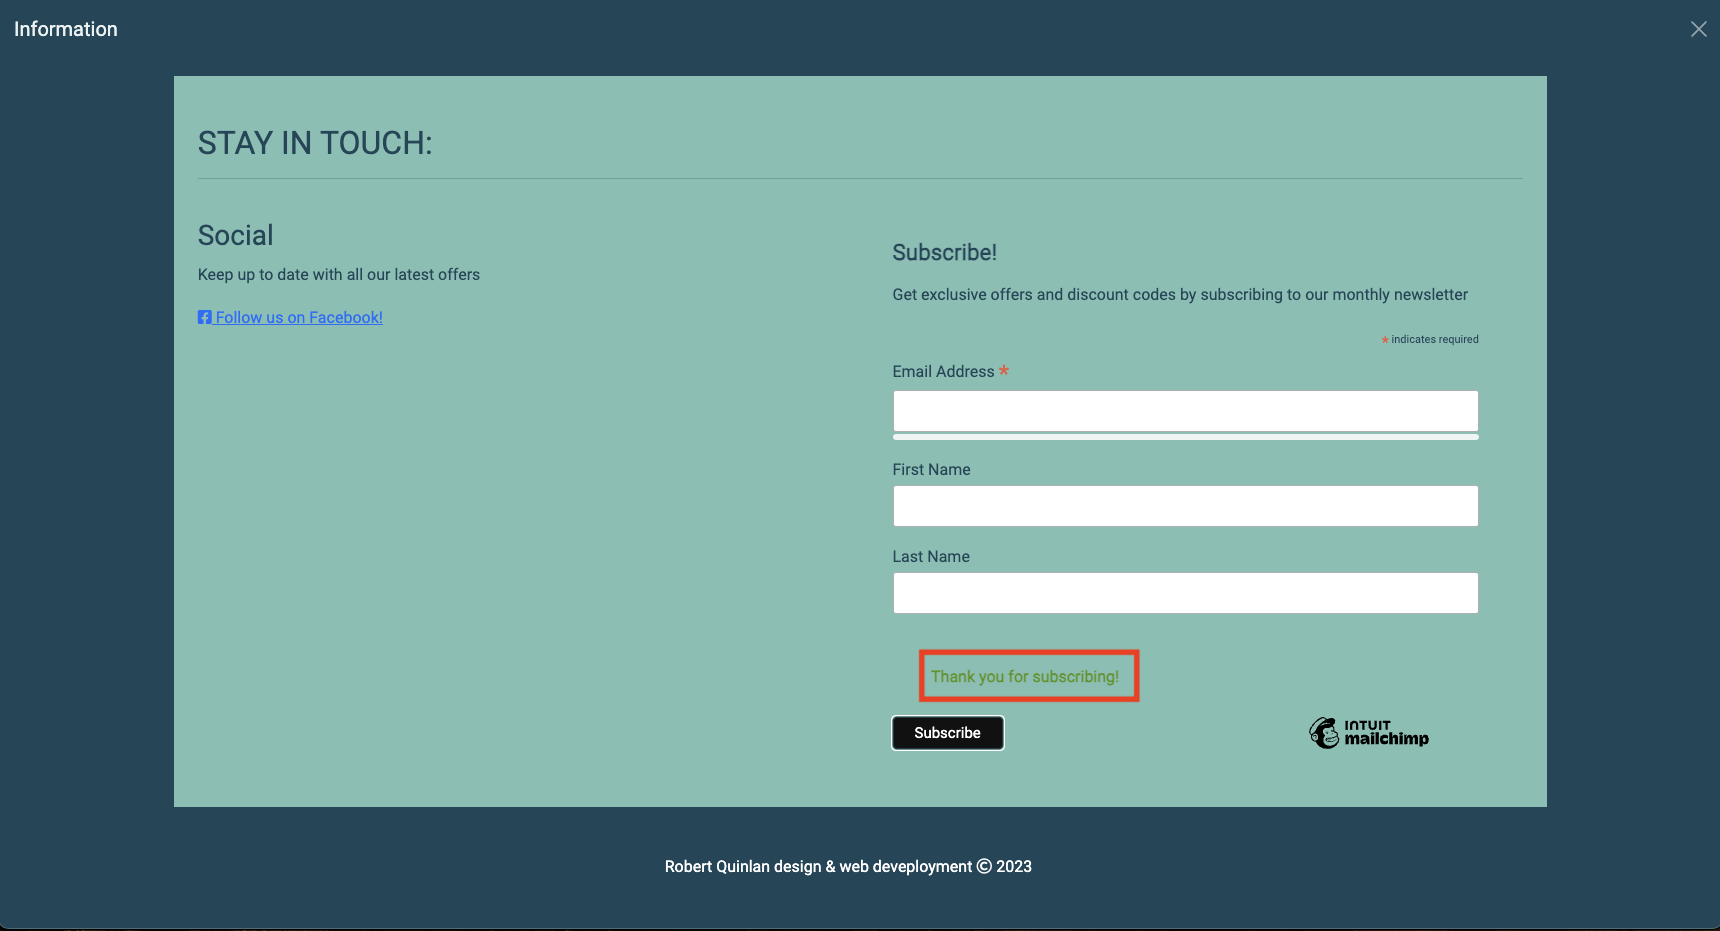 Information
STAY IN TOUCH:
Social
Keep up to date with all our latest offers
Follow us on Facebook!
Subscribe!
Get exclusive offers and discount codes by subscribing to our monthly newsletter
* indicates required
Email Address *
First Name
Last Name
Thank you for subscribing!
Subscribe
INTUIT
mailchimp
Robert Quinlan design & web deveployment © 2023